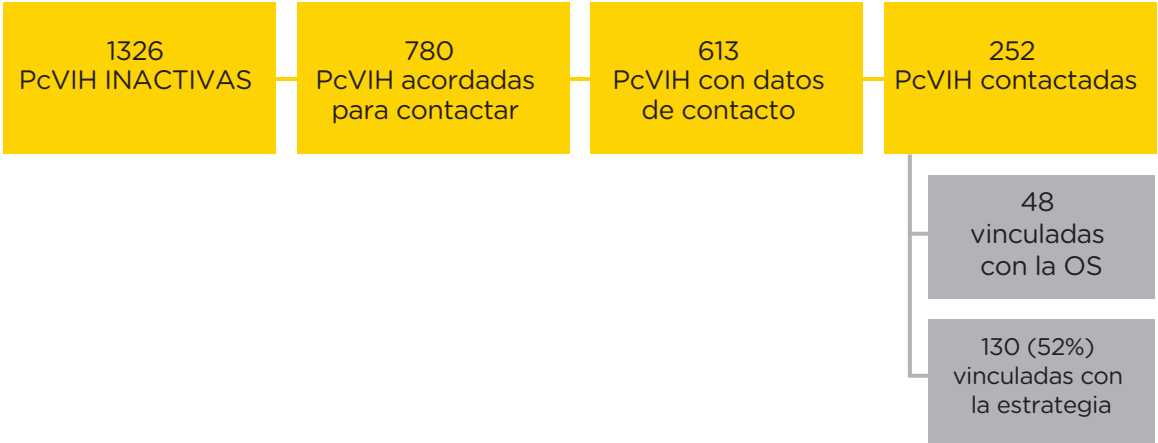 1326
PcVIH INACTIVAS
780
PcVIH acordadas
para contactar
613
PcVIH con datos
de contacto
252
PcVIH contactadas
48
vinculadas
con la OS
130 (52%)
vinculadas con
la estrategia